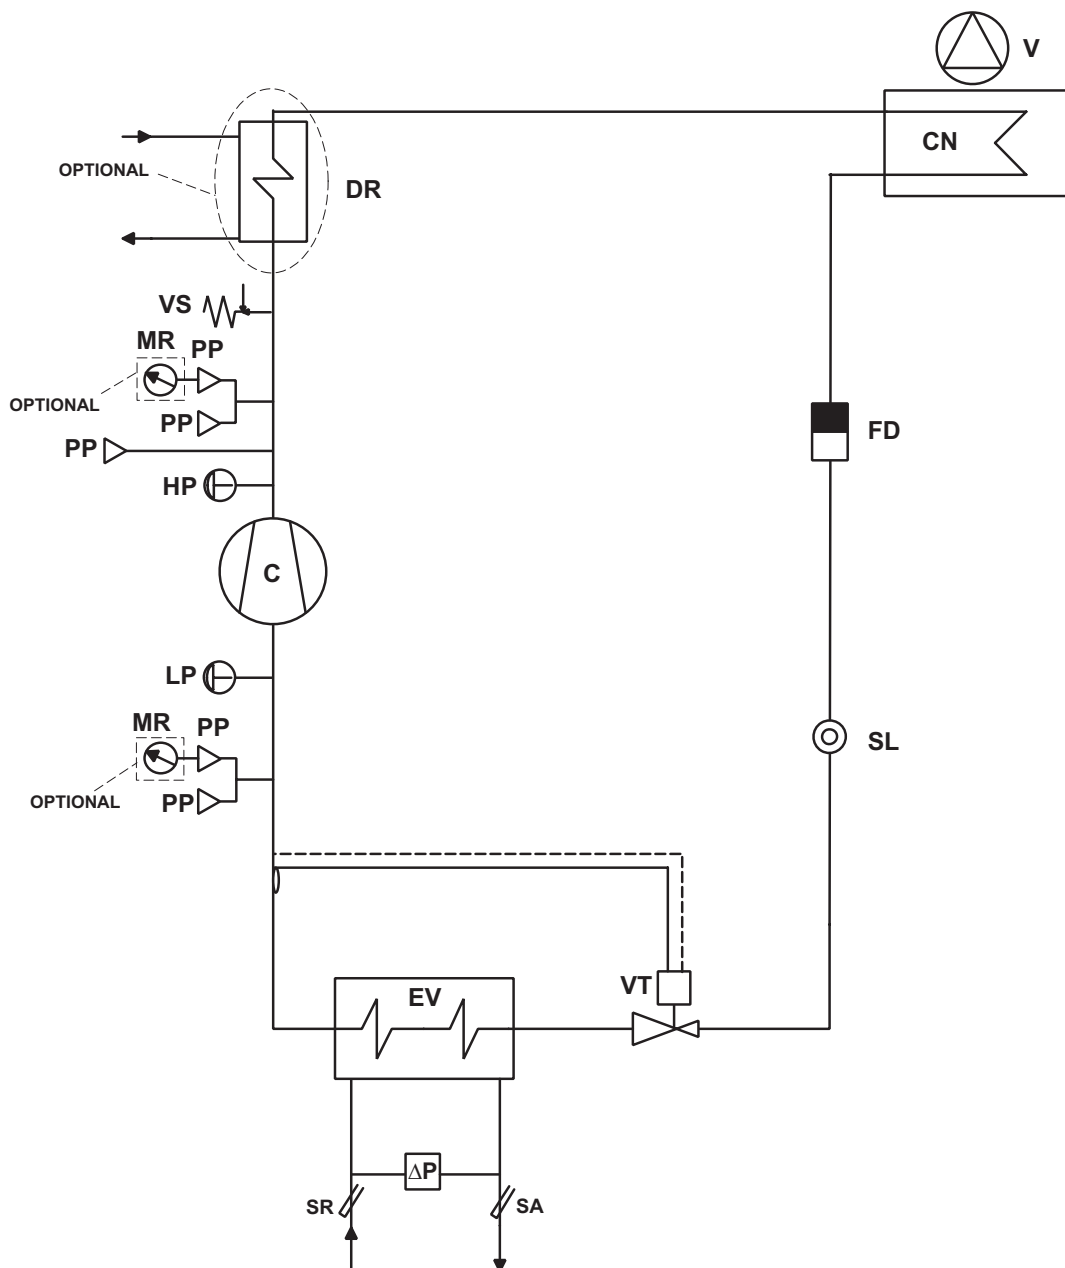 V
CN
OPTIONAL
DR
VS
MR
PP
OPTIONAL
PP
PP
FD
HP
C
LP
MR
PP
SL
OPTIONAL
PP
VT
EV
ΔP
SR
SA